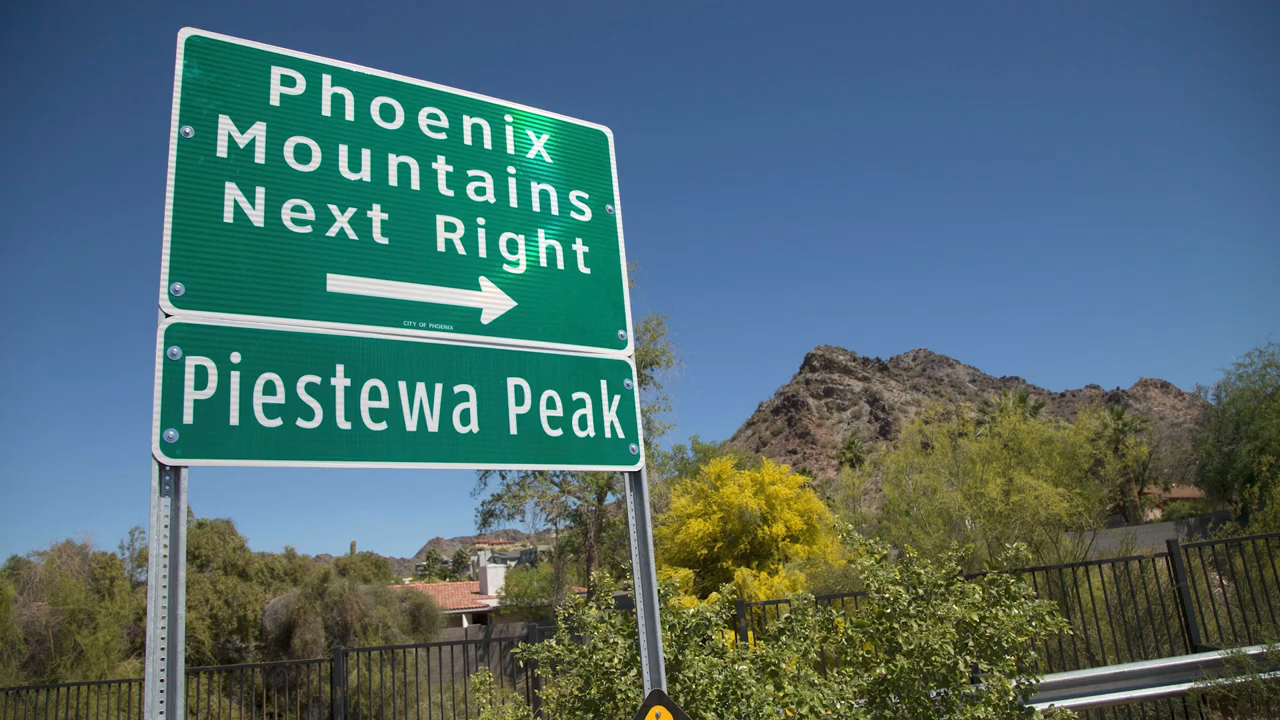 Phoenix
Mountains
Next Right
CITY OF PHOENIX
Piestewa Peak